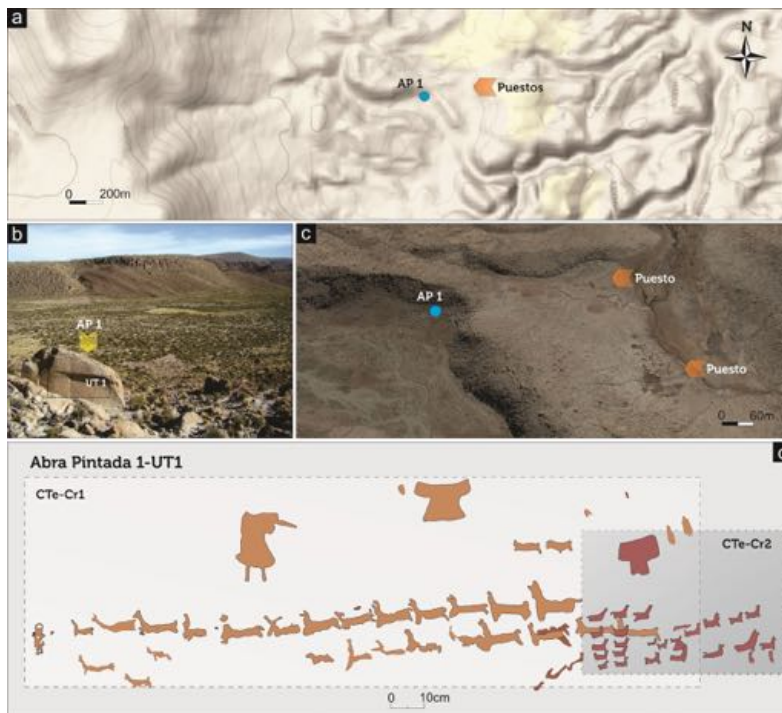 a
N
AP 1
Puestos
0 200m
b
AP 1
UT 1
c
AP 1
Puesto
Puesto
0 60m
d
Abra Pintada 1-UT1
CTe-Cr1
CTe-Cr2
0 10cm